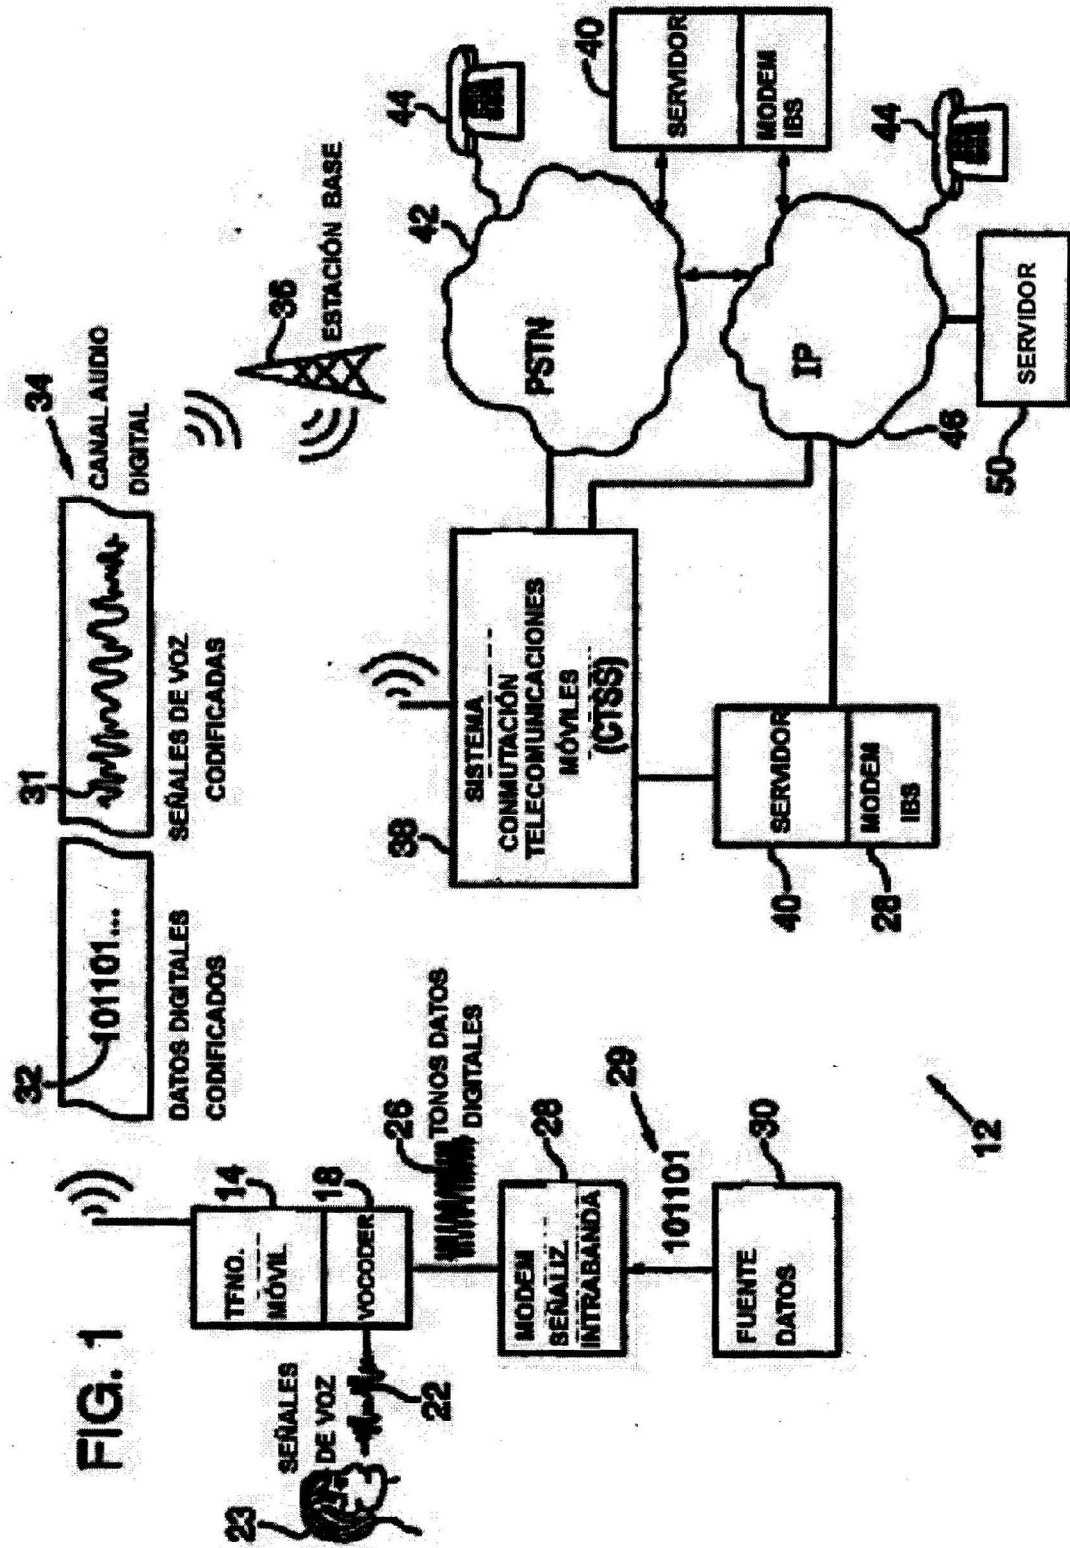 FIG. 1
32
101101...
DATOS DIGITALES
CODIFICADOS
31
SEÑALES DE VOZ
CODIFICADAS
34
CANAL AUDIO
DIGITAL
36
ESTACIÓN BASE
23
SEÑALES
DE VOZ
22
14
TFNO.
MÓVIL
18
VOCODER
26
TONOS DATOS
DIGITALES
28
MODEM
SEÑALIZ.
INTRABANDA
29
101101
30
FUENTE
DATOS
12
38
SISTEMA
CONMUTACIÓN
TELECOMUNICACIONES
MÓVILES
(CTSS)
40
SERVIDOR
28
MODEM
IBS
42
PSTN
44
40
SERVIDOR
MODEM
IBS
IP
46
44
50
SERVIDOR